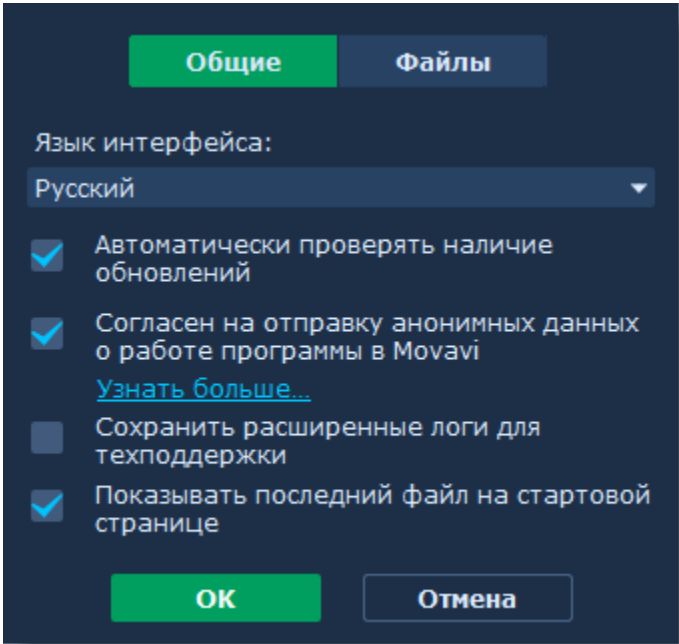 Общие
Файлы
Язык интерфейса:
Русский
Автоматически проверять наличие
обновлений
Согласен на отправку анонимных данных
о работе программы в Movavi
Узнать больше...
Сохранить расширенные логи для
техподдержки
Показывать последний файл на стартовой
странице
OK
Отмена